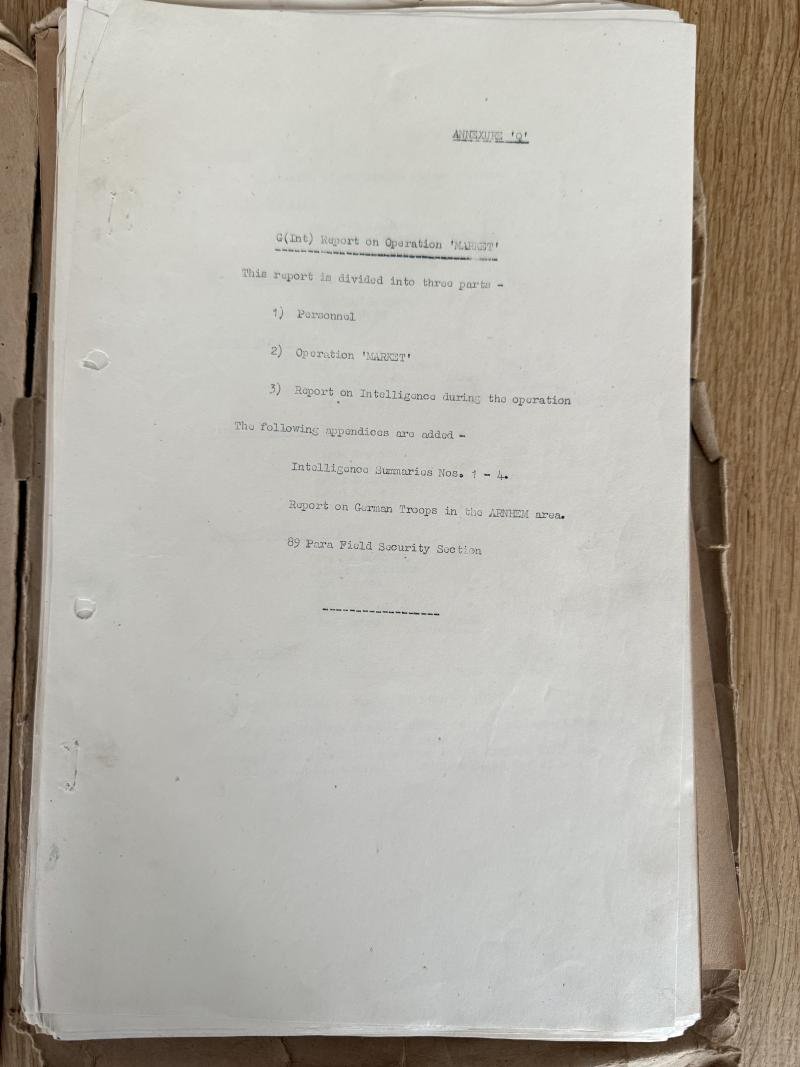 ANNEXURE 'Q'
G(Int) Report on Operation 'MARKET'
This report is divided into three parts -
1) Personnel
2) Operation 'MARKET'
3) Report on Intelligence during the operation
The following appendices are added -
Intelligence Summaries Nos. 1 - 4.
Report on German Troops in the ARNHEM area.
89 Para Field Security Section